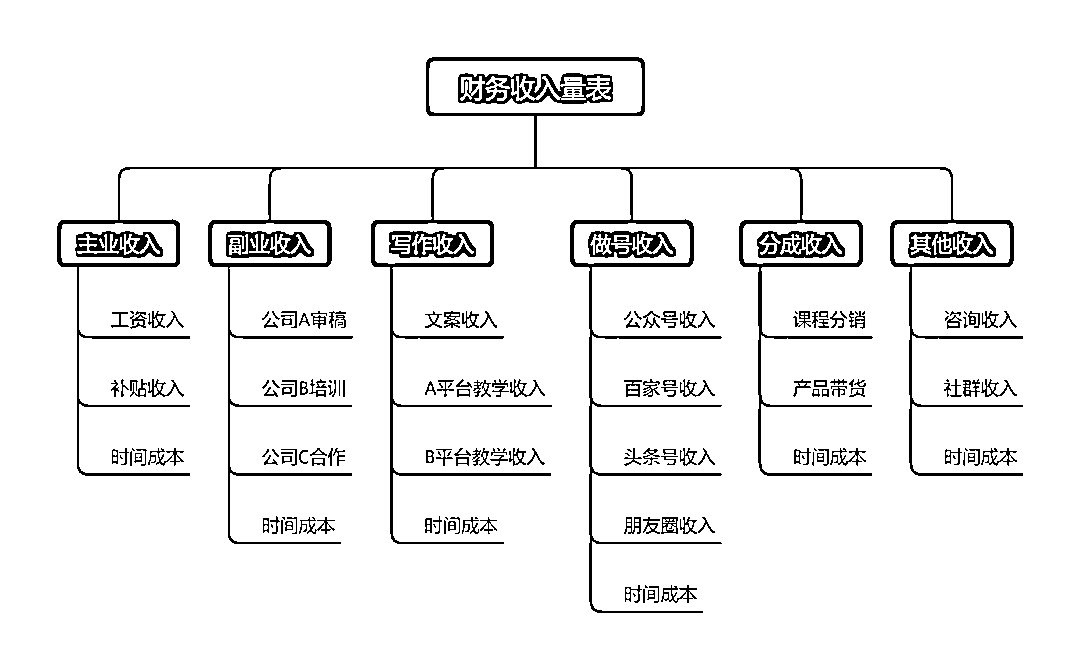 财务收入量表
主业收入
工资收入
补贴收入
时间成本
副业收入
公司A审稿
公司B培训
公司C合作
时间成本
写作收入
文案收入
A平台教学收入
B平台教学收入
时间成本
做号收入
公众号收入
百家号收入
头条号收入
朋友圈收入
时间成本
分成收入
课程分销
产品带货
时间成本
其他收入
咨询收入
社群收入
时间成本